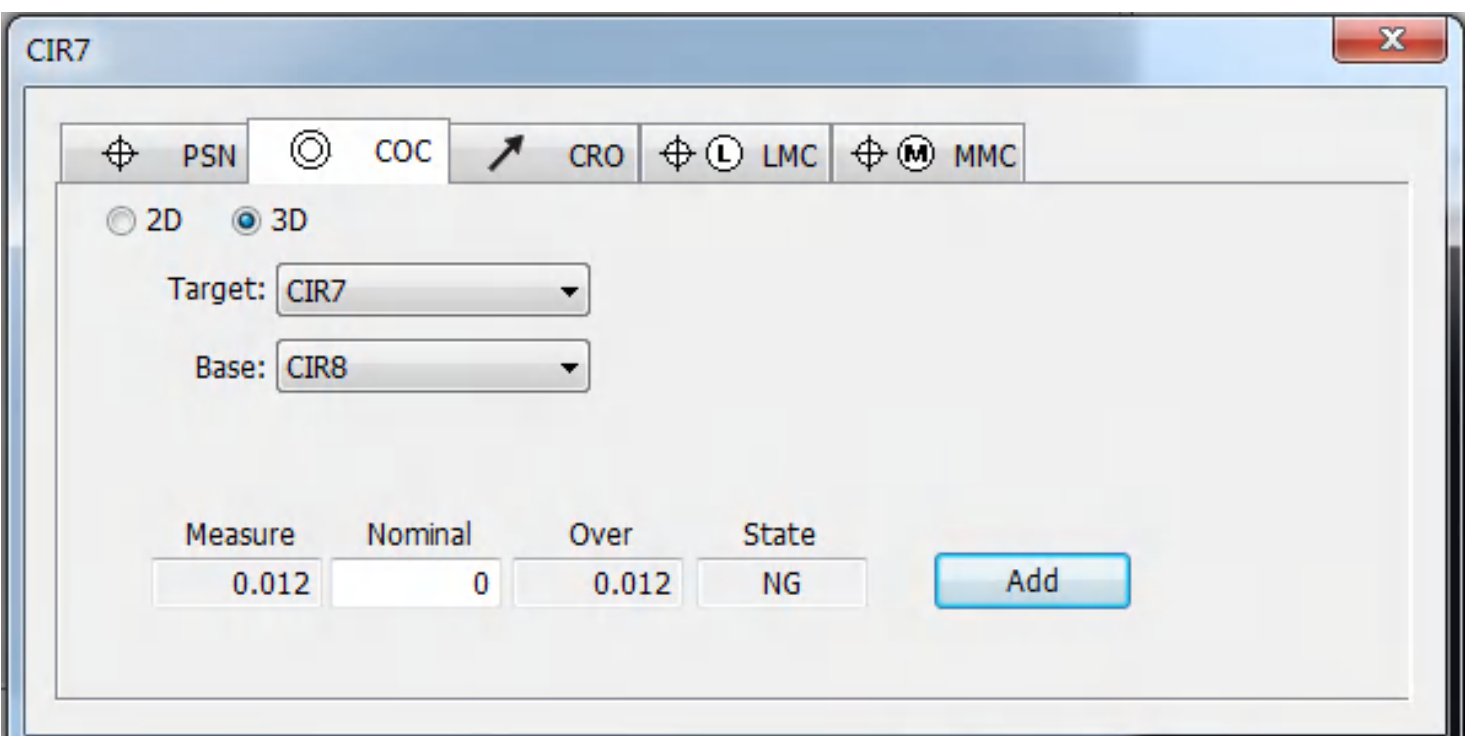 CIR7
PSN COC CRO L LMC M MMC
2D 3D
Target: CIR7
Base: CIR8
Measure Nominal Over State
0.012 0 0.012 NG Add